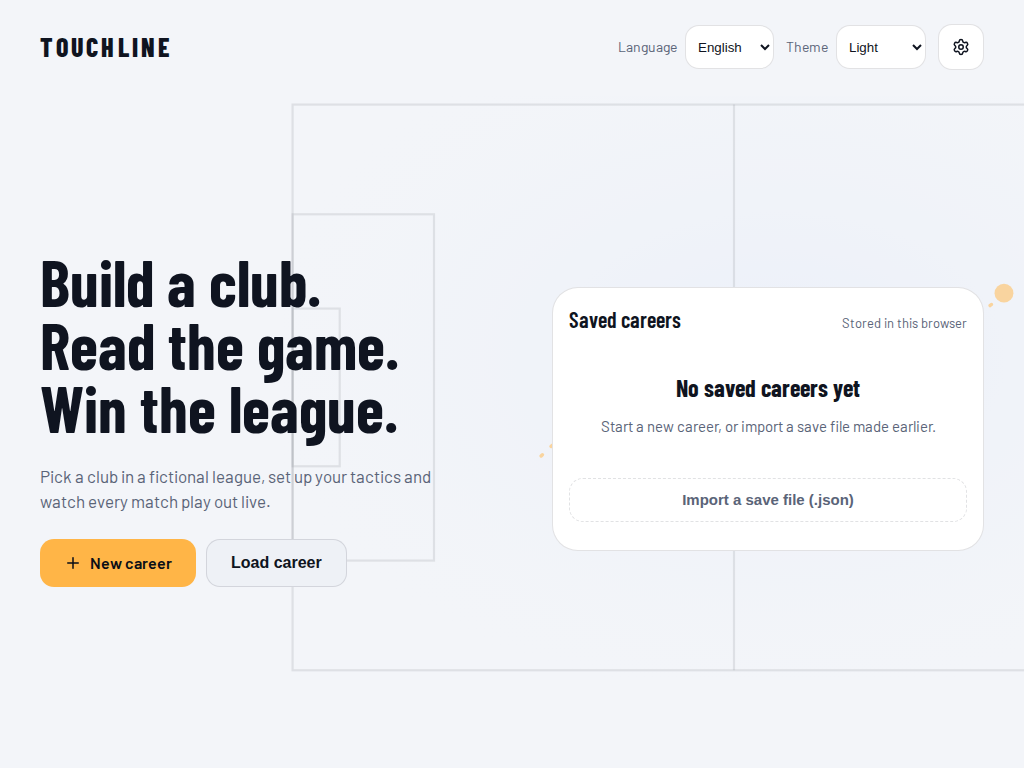 TOUCHLINE
Language English Theme Light
Build a club.
Read the game.
Win the league.
Pick a club in a fictional league, set up your tactics and
watch every match play out live.
New career Load career
Saved careers Stored in this browser
No saved careers yet
Start a new career, or import a save file made earlier.
Import a save file (.json)